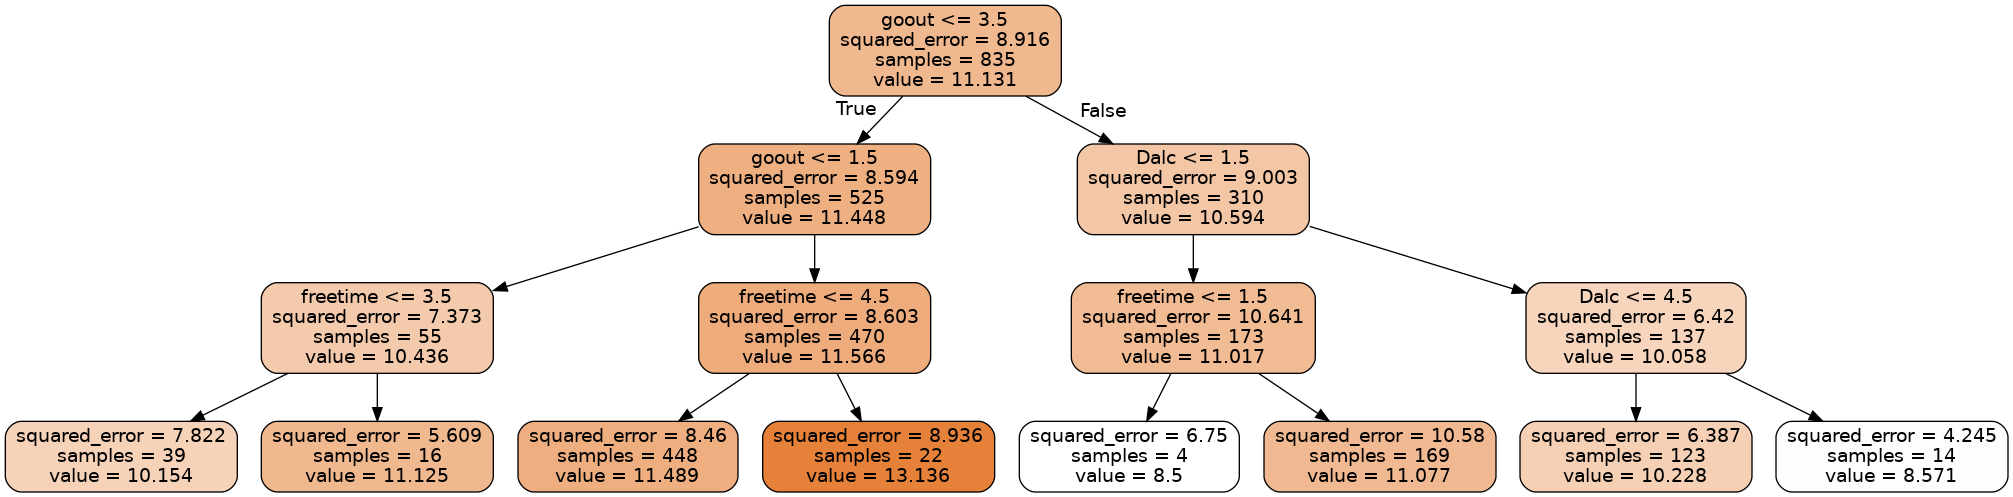 goout <= 3.5
squared_error = 8.916
samples = 835
value = 11.131
True
False
goout <= 1.5
squared_error = 8.594
samples = 525
value = 11.448
Dalc <= 1.5
squared_error = 9.003
samples = 310
value = 10.594
freetime <= 3.5
squared_error = 7.373
samples = 55
value = 10.436
freetime <= 4.5
squared_error = 8.603
samples = 470
value = 11.566
freetime <= 1.5
squared_error = 10.641
samples = 173
value = 11.017
Dalc <= 4.5
squared_error = 6.42
samples = 137
value = 10.058
squared_error = 7.822
samples = 39
value = 10.154
squared_error = 5.609
samples = 16
value = 11.125
squared_error = 8.46
samples = 448
value = 11.489
squared_error = 8.936
samples = 22
value = 13.136
squared_error = 6.75
samples = 4
value = 8.5
squared_error = 10.58
samples = 169
value = 11.077
squared_error = 6.387
samples = 123
value = 10.228
squared_error = 4.245
samples = 14
value = 8.571